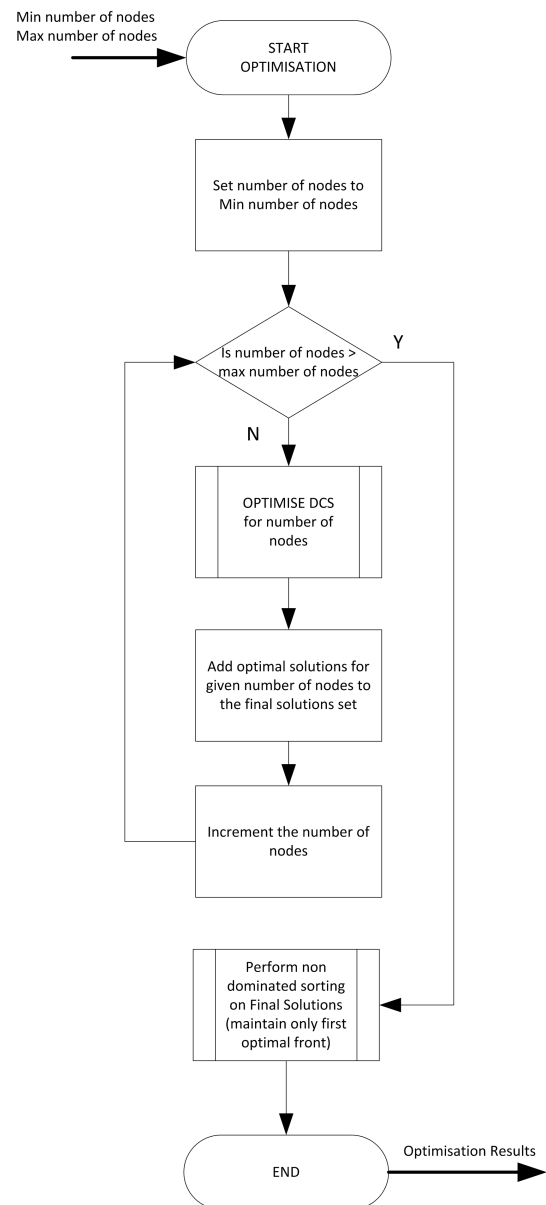 Min number of nodes
Max number of nodes
START
OPTIMISATION
Set number of nodes to
Min number of nodes
Is number of nodes >
max number of nodes
Y
N
OPTIMISE DCS
for number of
nodes
Add optimal solutions for
given number of nodes to
the final solutions set
Increment the number of
nodes
Perform non
dominated sorting
on Final Solutions
(maintain only first
optimal front)
END
Optimisation Results